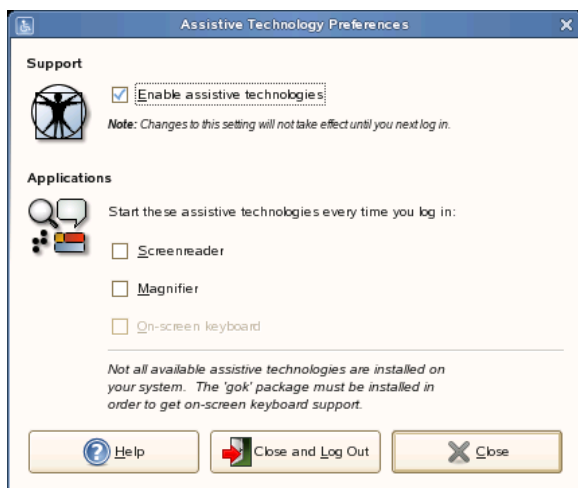 Assistive Technology Preferences
Support
Enable assistive technologies
Note: Changes to this setting will not take effect until you next log in.
Applications
Start these assistive technologies every time you log in:
Screenreader
Magnifier
On-screen keyboard
Not all available assistive technologies are installed on
your system. The 'gok' package must be installed in
order to get on-screen keyboard support.
Help
Close and Log Out
Close